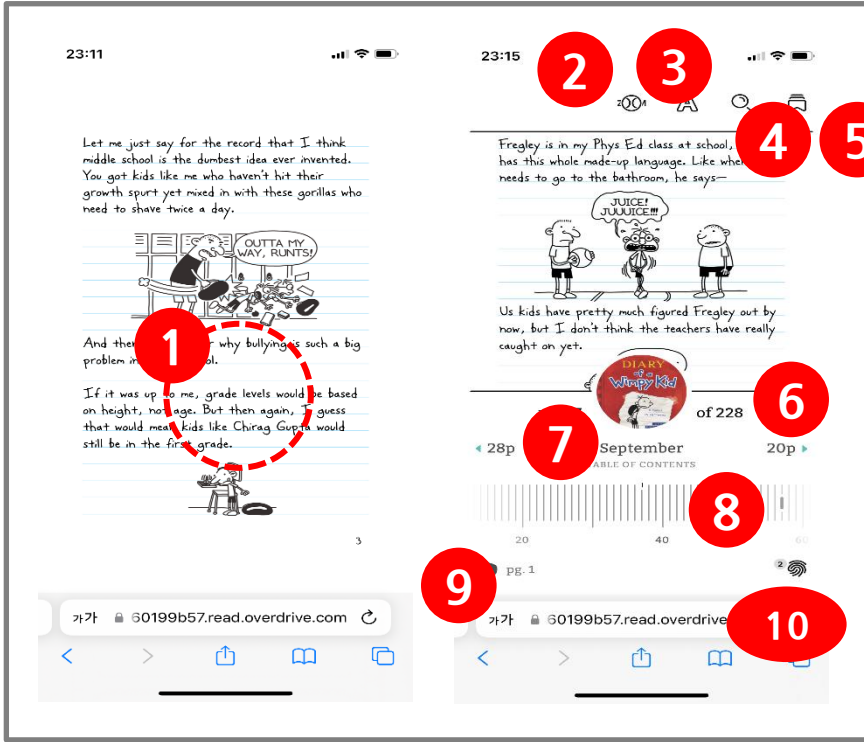 23:11
Let me just say for the record that I think
middle school is the dumbest idea ever invented.
You got kids like me who haven't hit their
growth spurt yet mixed in with these gorillas who
need to shave twice a day.
OUTTA MY
WAY, RUNTS!
And why bullying is such a big
problem in
1
If it was up to me, grade levels would be based
on height, not age. But then again, I guess
that would mean kids like Chirag Gupta would
still be in the first grade.
3
가가 60199b57.read.overdrive.com
23:15
2
3
ZOOM
A
4
5
Fregley is in my Phys Ed class at school,
has this whole made-up language. Like when
needs to go to the bathroom, he says—
JUICE!
JUUUICE!!!
Us kids have pretty much figured Fregley out by
now, but I don't think the teachers have really
caught on yet.
DIARY
of a
Wimpy Kid
of 228
6
28p
7
September
20p
TABLE OF CONTENTS
8
20 40 60
9
pg. 1
2
가가 60199b57.read.overdrive
10